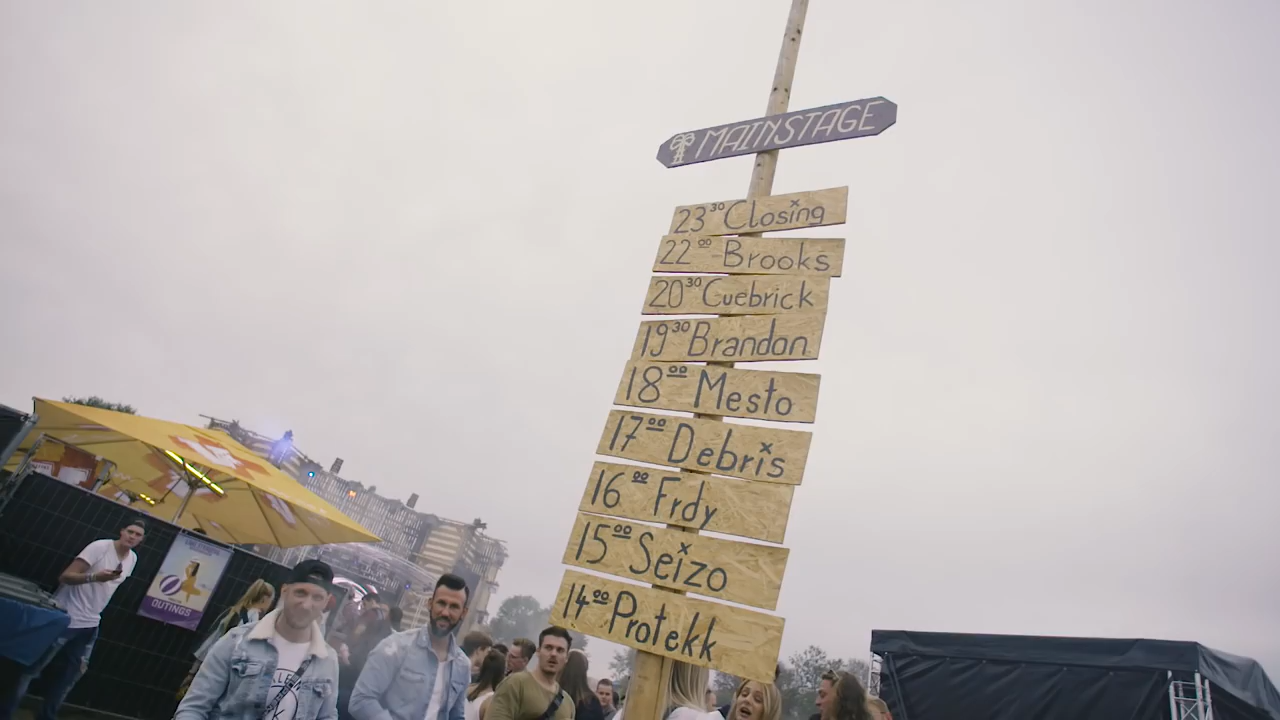 MAINSTAGE
23³⁰ Closing
22⁰⁰ Brooks
20³⁰ Cuebrick
19³⁰ Brandon
18⁰⁰ Mesto
17⁰⁰ Debris
16⁰⁰ Frdy
15⁰⁰ Seizo
14⁰⁰ Protekk
OUTINGS